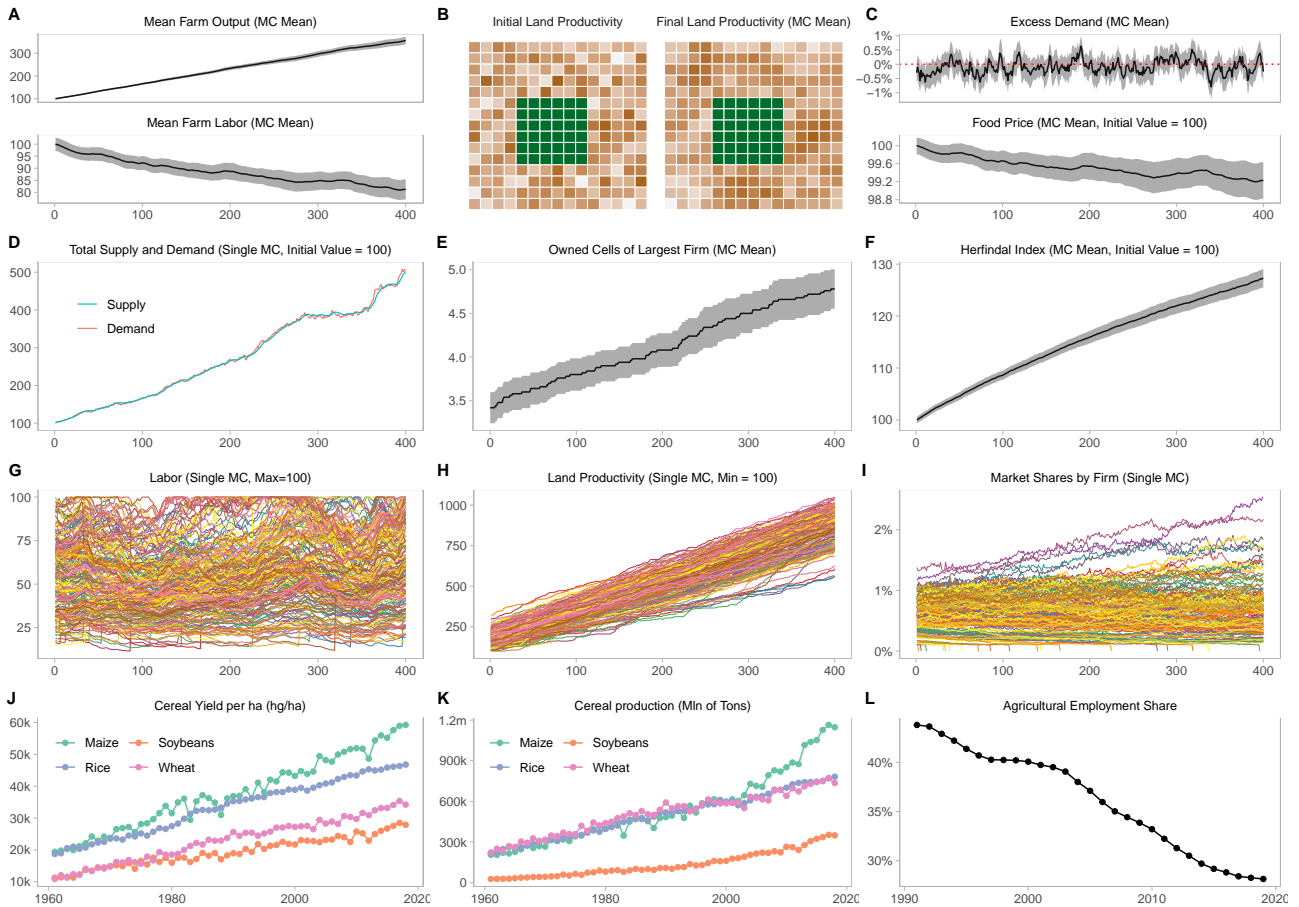 A
Mean Farm Output (MC Mean)
300
200
100
Mean Farm Labor (MC Mean)
100
95
90
85
80
0 100 200 300 400
B
Initial Land Productivity Final Land Productivity (MC Mean)
C
Excess Demand (MC Mean)
1%
0.5%
0%
−0.5%
−1%
Food Price (MC Mean, Initial Value = 100)
100.0
99.6
99.2
98.8
0 100 200 300 400
D
Total Supply and Demand (Single MC, Initial Value = 100)
500
400
300
200
100
Supply
Demand
0 100 200 300 400
E
Owned Cells of Largest Firm (MC Mean)
5.0
4.5
4.0
3.5
0 100 200 300 400
F
Herfindal Index (MC Mean, Initial Value = 100)
130
120
110
100
0 100 200 300 400
G
Labor (Single MC, Max=100)
100
75
50
25
0 100 200 300 400
H
Land Productivity (Single MC, Min = 100)
1000
750
500
250
0 100 200 300 400
I
Market Shares by Firm (Single MC)
2%
1%
0%
0 100 200 300 400
J
Cereal Yield per ha (hg/ha)
60k
50k
40k
30k
20k
10k
Maize Soybeans
Rice Wheat
1960 1980 2000 2020
K
Cereal production (Mln of Tons)
1.2m
900k
600k
300k
0
Maize Soybeans
Rice Wheat
1960 1980 2000 2020
L
Agricultural Employment Share
40%
35%
30%
1990 2000 2010 2020